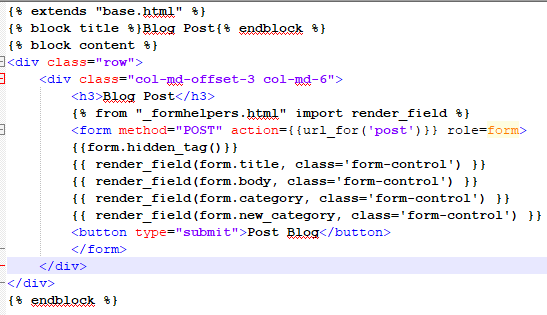 {% extends "base.html" %}
{% block title %}Blog Post{% endblock %}
{% block content %}
<div class="row">
    <div class="col-md-offset-3 col-md-6">
        <h3>Blog Post</h3>
        {% from "_formhelpers.html" import render_field %}
        <form method="POST" action={{url_for('post')}} role=form>
        {{form.hidden_tag()}}
        {{ render_field(form.title, class='form-control') }}
        {{ render_field(form.body, class='form-control') }}
        {{ render_field(form.category, class='form-control') }}
        {{ render_field(form.new_category, class='form-control') }}
        <button type="submit">Post Blog</button>
        </form>
    </div>
</div>
{% endblock %}